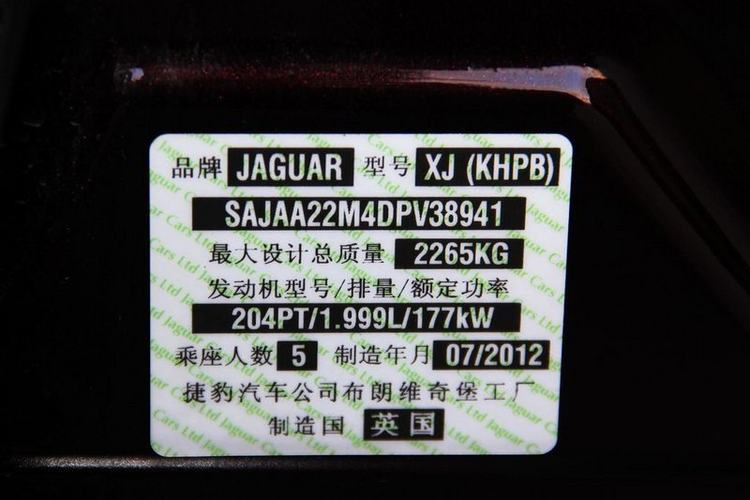 品牌 JAGUAR 型号 XJ (KHPB)
SAJAA22M4DPV38941
最大设计总质量 2265KG
发动机型号/排量/额定功率
204PT/1.999L/177kW
乘座人数 5 制造年月 07/2012
捷豹汽车公司布朗维奇堡工厂
制造国 英国